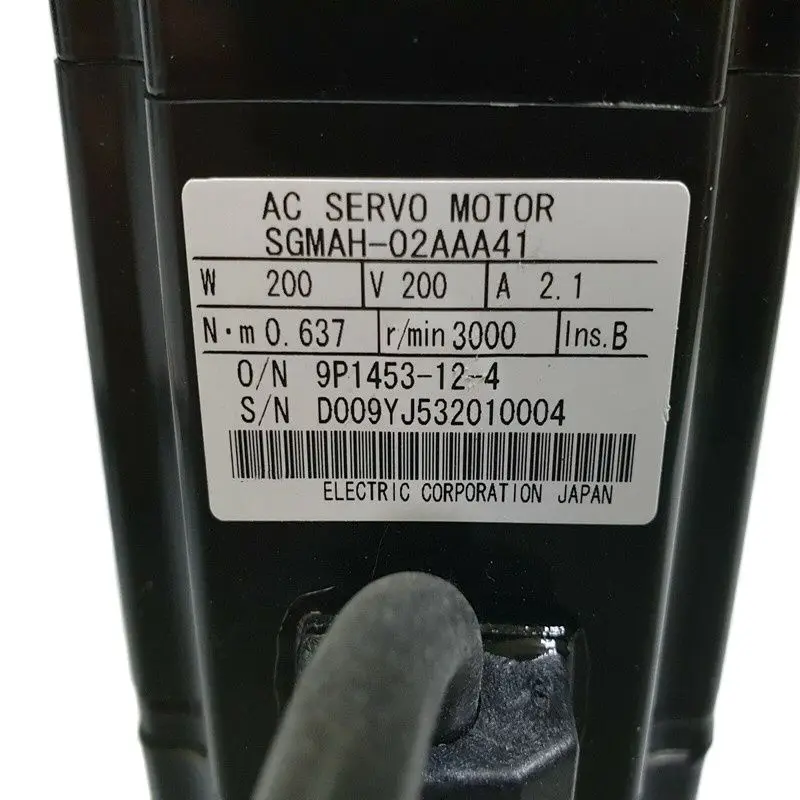 AC SERVO MOTOR
SGMAH-02AAA41
W 200 V 200 A 2.1
N·m 0.637 r/min 3000 Ins. B
O/N 9P1453-12-4
S/N D009YJ532010004
ELECTRIC CORPORATION JAPAN